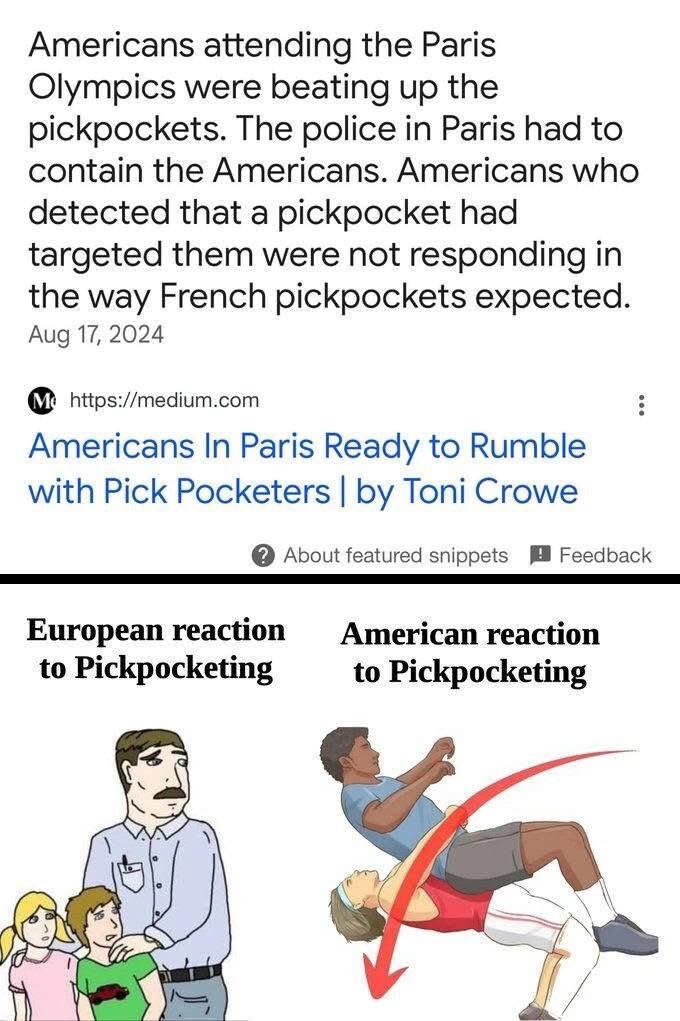 Americans attending the Paris
Olympics were beating up the
pickpockets. The police in Paris had to
contain the Americans. Americans who
detected that a pickpocket had
targeted them were not responding in
the way French pickpockets expected.
Aug 17, 2024
https://medium.com
Americans In Paris Ready to Rumble
with Pick Pocketers | by Toni Crowe
About featured snippets Feedback
European reaction
to Pickpocketing
American reaction
to Pickpocketing